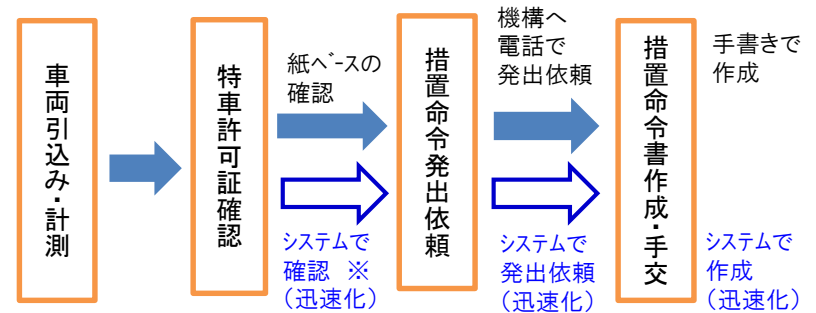 車両引込み・計測
特車許可証確認
紙ベースの
確認
システムで
確認 ※
（迅速化）
措置命令発出依頼
機構へ
電話で
発出依頼
システムで
発出依頼
（迅速化）
措置命令書作成・手交
手書きで
作成
システムで
作成
（迅速化）